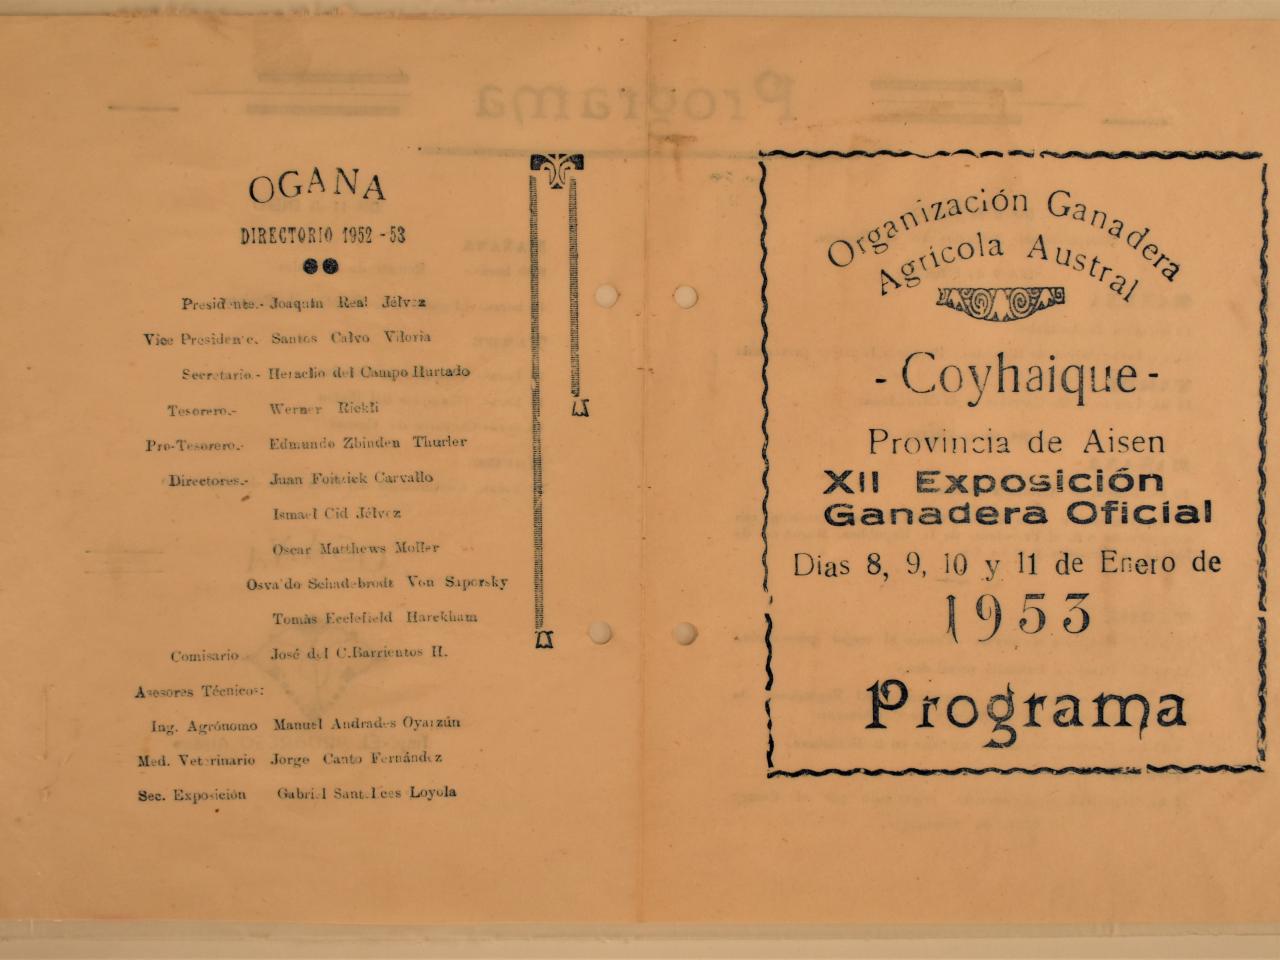 OGANA
DIRECTORIO 1952 - 53
Presidente.- Joaquín Real Jélvez
Vice Presidente. Santos Calvo Viloria
Secretario.- Heraclio del Campo Hurtado
Tesorero.- Werner Rickli
Pro-Tesorero.- Edmundo Zbinden Thurler
Directores.- Juan Foitzick Carvallo
Ismael Cid Jélvez
Oscar Matthews Moller
Osvaldo Schadebrodt Von Saporsky
Tomás Ecclefield Harckham
Comisario José del C. Barrientos H.
Asesores Técnicos:
Ing. Agrónomo Manuel Andrades Oyarzún
Med. Veterinario Jorge Canto Fernández
Sec. Exposición Gabriel Santelces Loyola
Organización Ganadera
Agrícola Austral
- Coyhaique -
Provincia de Aisen
XII Exposición
Ganadera Oficial
Dias 8, 9, 10 y 11 de Enero de
1953
Programa